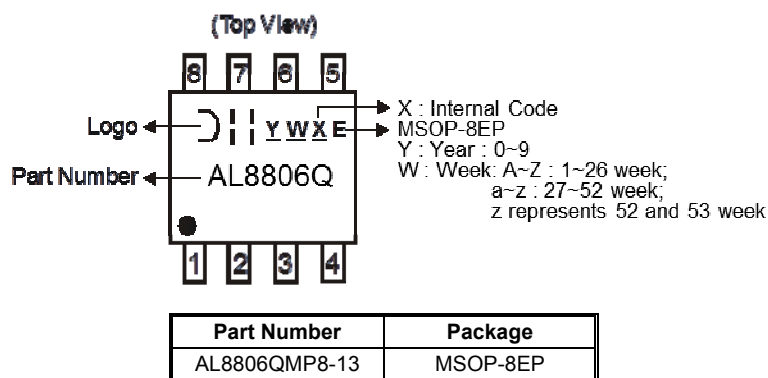 (Top View)
8 7 6 5
Logo
Y W X E
X : Internal Code
MSOP-8EP
Y : Year : 0~9
W : Week: A~Z : 1~26 week;
a~z : 27~52 week;
z represents 52 and 53 week
Part Number
AL8806Q
1 2 3 4
Part Number Package
AL8806QMP8-13 MSOP-8EP